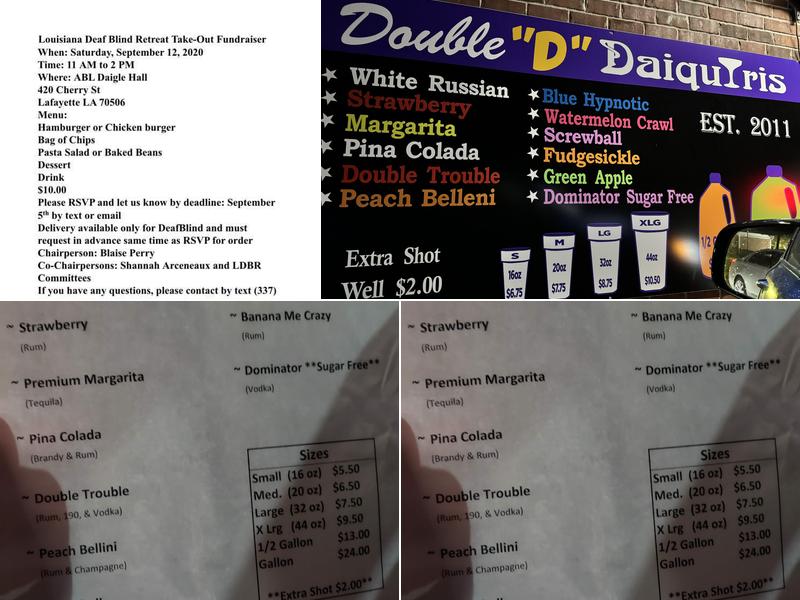 Louisiana Deaf Blind Retreat Take-Out Fundraiser
When: Saturday, September 12, 2020
Time: 11 AM to 2 PM
Where: ABL Daigle Hall
420 Cherry St
Lafayette LA 70506
Menu:
Hamburger or Chicken burger
Bag of Chips
Pasta Salad or Baked Beans
Dessert
Drink
$10.00
Please RSVP and let us know by deadline: September
5th by text or email
Delivery available only for DeafBlind and must
request in advance same time as RSVP for order
Chairperson: Blaise Perry
Co-Chairpersons: Shannah Arceneaux and LDBR
Committees
If you have any questions, please contact by text (337)
Double "D" Daiquiris
White Russian
Strawberry
Margarita
Pina Colada
Double Trouble
Peach Belleni
Blue Hypnotic
Watermelon Crawl
Screwball
Fudgesickle
Green Apple
Dominator Sugar Free
EST. 2011
Extra Shot
Well $2.00
S
16oz
$6.75
M
20oz
$7.75
LG
32oz
$8.75
XLG
44oz
$10.50
1/2
~ Strawberry
(Rum)
~ Premium Margarita
(Tequila)
~ Pina Colada
(Brandy & Rum)
~ Double Trouble
(Rum, 190, & Vodka)
~ Peach Bellini
(Rum & Champagne)
~ Banana Me Crazy
(Rum)
~ Dominator **Sugar Free**
(Vodka)
Sizes
Small (16 oz) $5.50
Med. (20 oz) $6.50
Large (32 oz) $7.50
X Lrg (44 oz) $9.50
1/2 Gallon $13.00
Gallon $24.00
**Extra Shot $2.00**
~ Strawberry
(Rum)
~ Premium Margarita
(Tequila)
~ Pina Colada
(Brandy & Rum)
~ Double Trouble
(Rum, 190, & Vodka)
~ Peach Bellini
(Rum & Champagne)
~ Banana Me Crazy
(Rum)
~ Dominator **Sugar Free**
(Vodka)
Sizes
Small (16 oz) $5.50
Med. (20 oz) $6.50
Large (32 oz) $7.50
X Lrg (44 oz) $9.50
1/2 Gallon $13.00
Gallon $24.00
**Extra Shot $2.00**